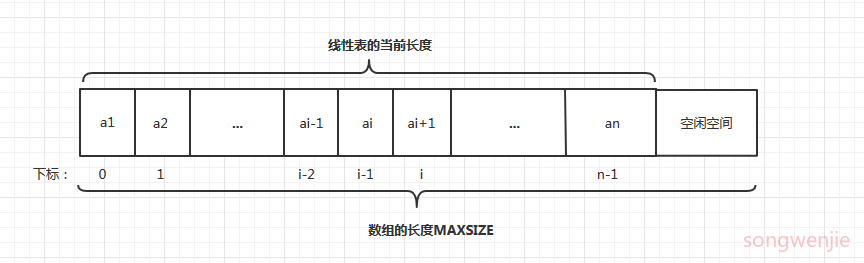 线性表的当前长度
a1 a2 ... ai-1 ai ai+1 ... an 空闲空间
下标： 0 1 i-2 i-1 i n-1
数组的长度MAXSIZE
songwenjie